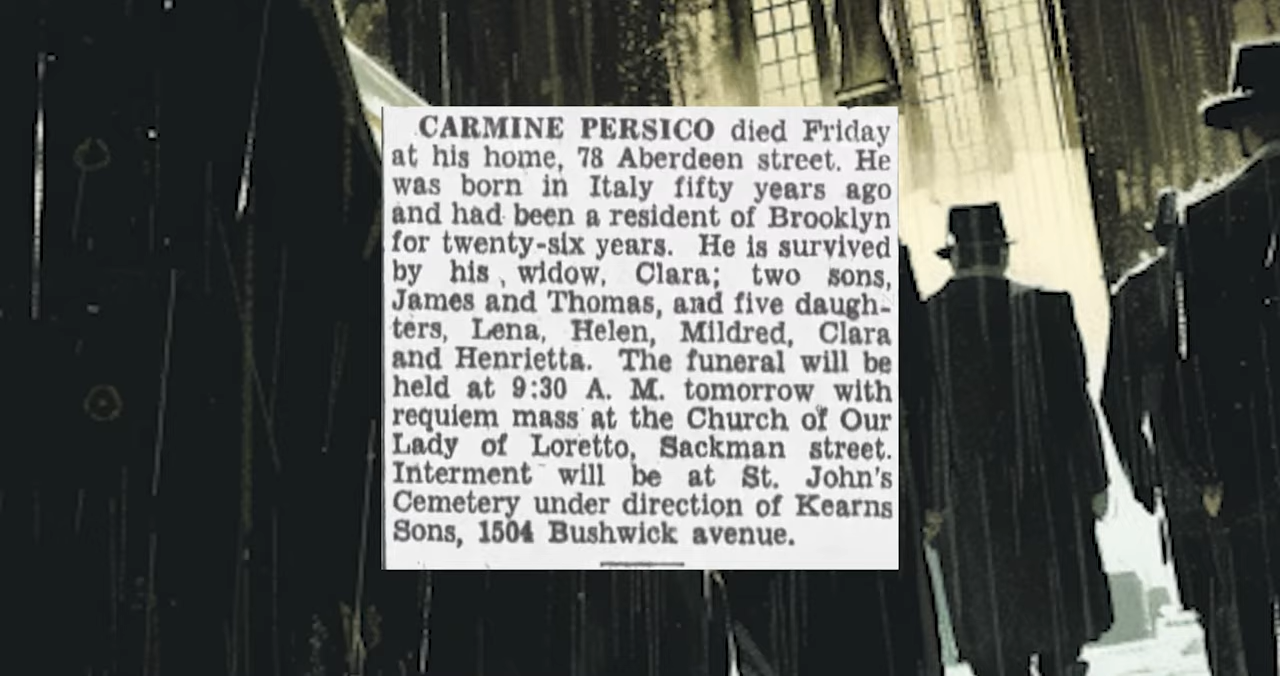 CARMINE PERSICO died Friday
at his home, 78 Aberdeen street. He
was born in Italy fifty years ago
and had been a resident of Brooklyn
for twenty-six years. He is survived
by his widow, Clara; two sons,
James and Thomas, and five daugh-
ters, Lena, Helen, Mildred, Clara
and Henrietta. The funeral will be
held at 9:30 A. M. tomorrow with
requiem mass at the Church of Our
Lady of Loretto, Sackman street.
Interment will be at St. John's
Cemetery under direction of Kearns
Sons, 1504 Bushwick avenue.